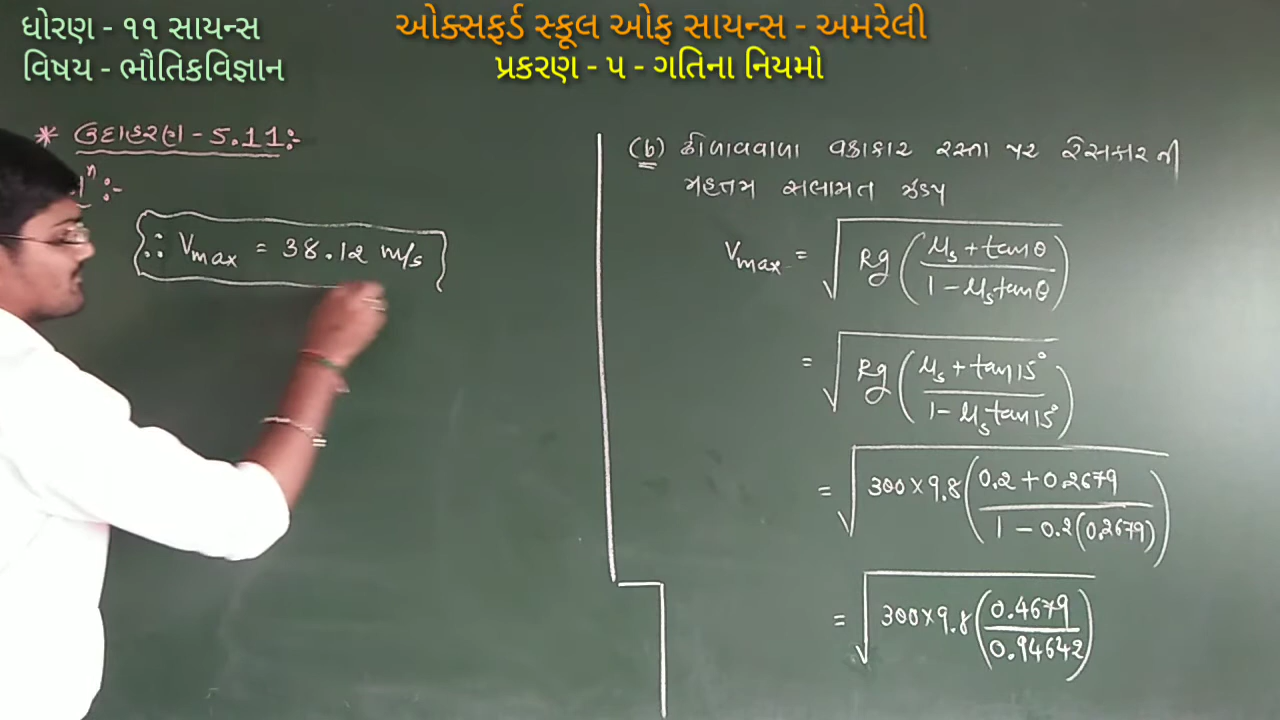 ધોરણ - ૧૧ સાયન્સ
વિષય - ભૌતિકવિજ્ઞાન
ઓક્સફર્ડ સ્કૂલ ઓફ સાયન્સ - અમરેલી
પ્રકરણ - ૫ - ગતિના નિયમો
* ઉદાહરણ - 5.11:-
n :-
∴ Vmax = 38.12 m/s
(b) ઢોળાવવાળા વક્રાકાર રસ્તા પર રેસકાર ની
મહત્તમ સલામત ઝડપ
Vmax = √(Rg ((μs + tanθ)/(1 - μs tanθ)))
= √(Rg ((μs + tan15°)/(1 - μs tan15°)))
= √(300 × 9.8 ((0.2 + 0.2679)/(1 - 0.2(0.2679))))
= √(300 × 9.8 (0.4679/0.94642))